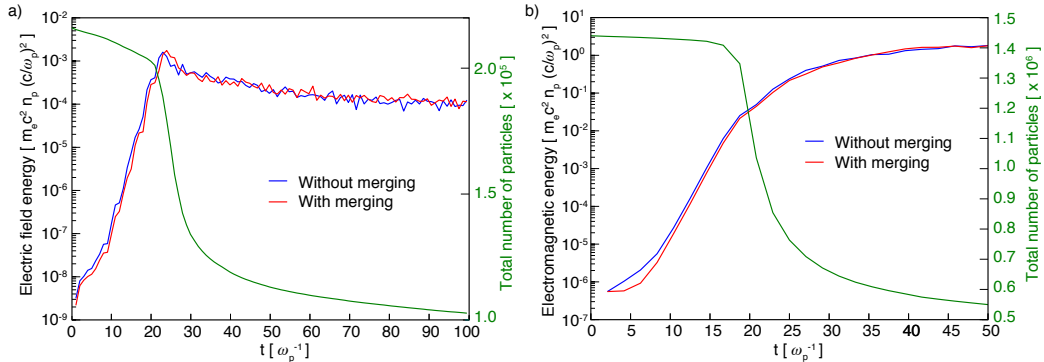 a)
Electric field energy [ mₑc² nₚ (c/ωₚ)² ]
10⁻²
10⁻³
10⁻⁴
10⁻⁵
10⁻⁶
10⁻⁷
10⁻⁸
10⁻⁹
0 10 20 30 40 50 60 70 80 90 100
t [ ωₚ⁻¹ ]
Without merging
With merging
2.0
1.5
1.0
Total number of particles [ x 10⁵ ]
b)
Electromagnetic energy [ mₑc² nₚ (c/ωₚ)² ]
10¹
10⁰
10⁻¹
10⁻²
10⁻³
10⁻⁴
10⁻⁵
10⁻⁶
10⁻⁷
0 5 10 15 20 25 30 35 40 45 50
t [ ωₚ⁻¹ ]
Without merging
With merging
1.5
1.4
1.3
1.2
1.1
1.0
0.9
0.8
0.7
0.6
0.5
Total number of particles [ x 10⁶ ]